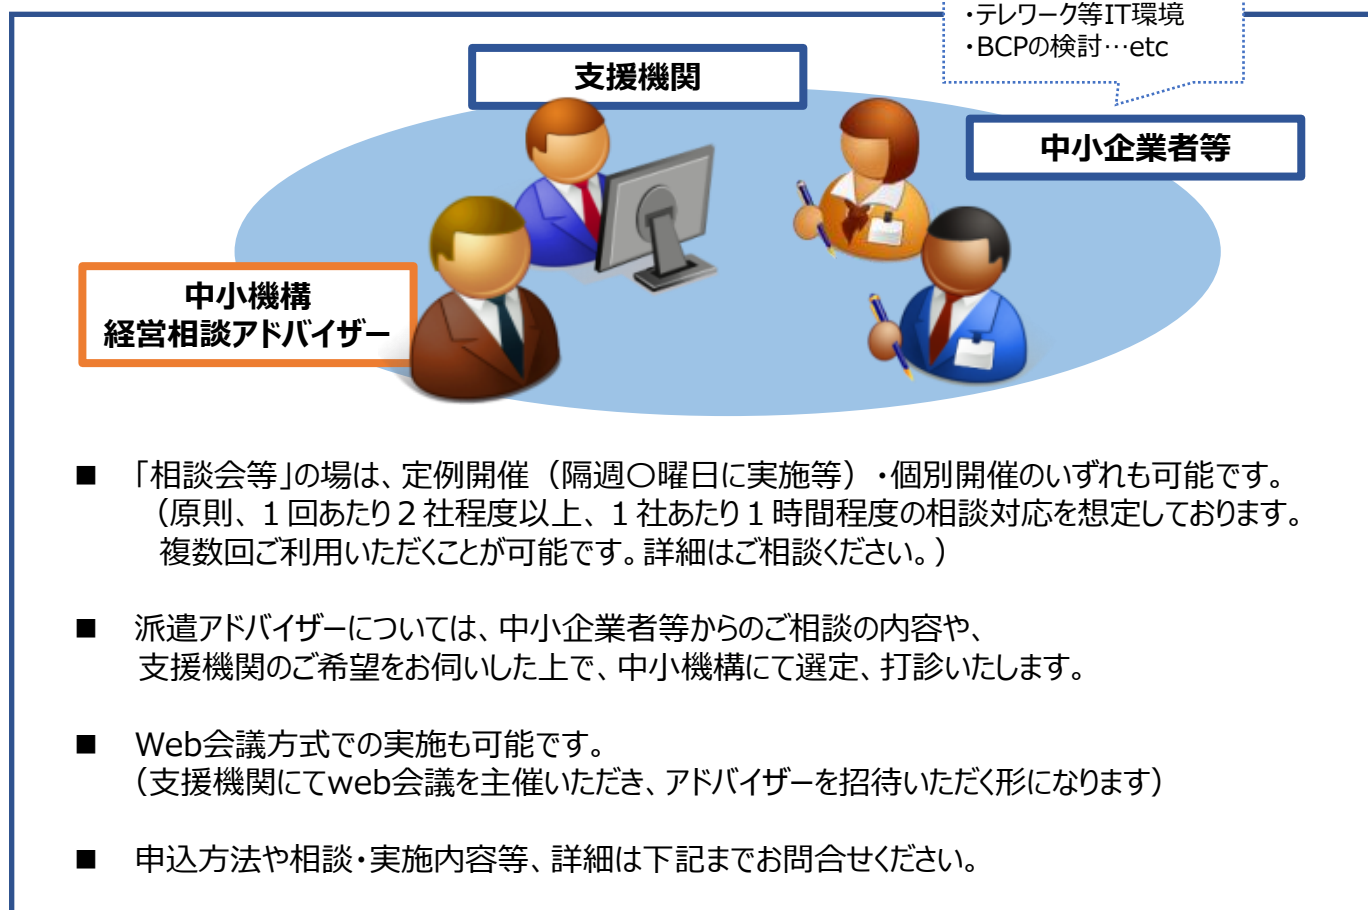 ・テレワーク等IT環境
・BCPの検討…etc
支援機関
中小企業者等
中小機構
経営相談アドバイザー
■ 「相談会等」の場は、定例開催（隔週〇曜日に実施等）・個別開催のいずれも可能です。
（原則、１回あたり２社程度以上、１社あたり１時間程度の相談対応を想定しております。
複数回ご利用いただくことが可能です。詳細はご相談ください。）
■ 派遣アドバイザーについては、中小企業者等からのご相談の内容や、
支援機関のご希望をお伺いした上で、中小機構にて選定、打診いたします。
■ Web会議方式での実施も可能です。
（支援機関にてweb会議を主催いただき、アドバイザーを招待いただく形になります）
■ 申込方法や相談・実施内容等、詳細は下記までお問合せください。